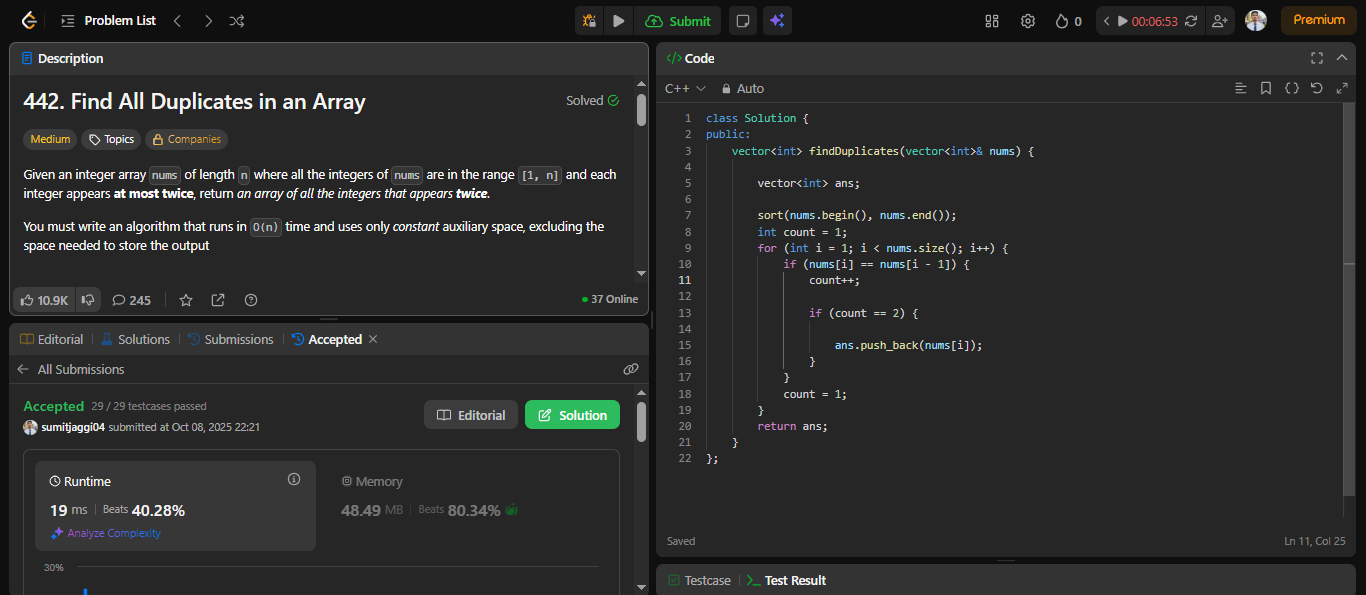 Problem List
Submit
0
00:06:53
Premium
Description
442. Find All Duplicates in an Array
Solved
Medium
Topics
Companies
Given an integer array nums of length n where all the integers of nums are in the range [1, n] and each
integer appears at most twice, return an array of all the integers that appears twice.
You must write an algorithm that runs in O(n) time and uses only constant auxiliary space, excluding the
space needed to store the output
10.9K
245
37 Online
Editorial
Solutions
Submissions
Accepted
All Submissions
Accepted 29 / 29 testcases passed
sumitjaggi04 submitted at Oct 08, 2025 22:21
Editorial
Solution
Runtime
19 ms | Beats 40.28%
Analyze Complexity
Memory
48.49 MB | Beats 80.34%
30%
</>Code
C++
Auto
1 class Solution {
2 public:
3 vector<int> findDuplicates(vector<int>& nums) {
4
5 vector<int> ans;
6
7 sort(nums.begin(), nums.end());
8 int count = 1;
9 for (int i = 1; i < nums.size(); i++) {
10 if (nums[i] == nums[i - 1]) {
11 count++;
12
13 if (count == 2) {
14
15 ans.push_back(nums[i]);
16 }
17 }
18 count = 1;
19 }
20 return ans;
21 }
22 };
Saved
Ln 11, Col 25
Testcase
Test Result